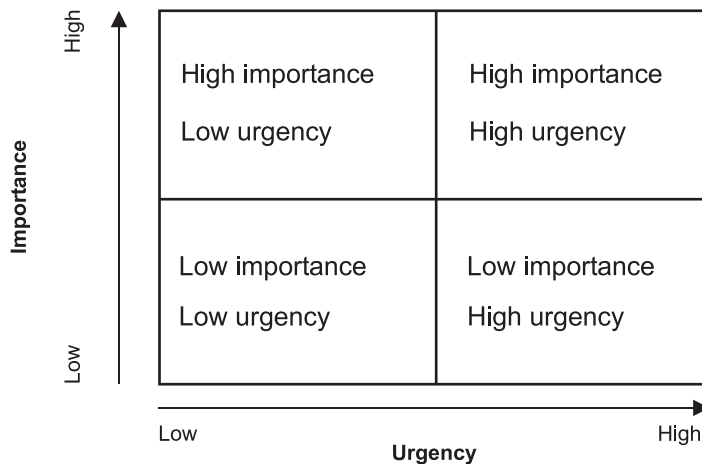 High
High importance
Low urgency
High importance
High urgency
Importance
Low importance
Low urgency
Low importance
High urgency
Low
Low
High
Urgency